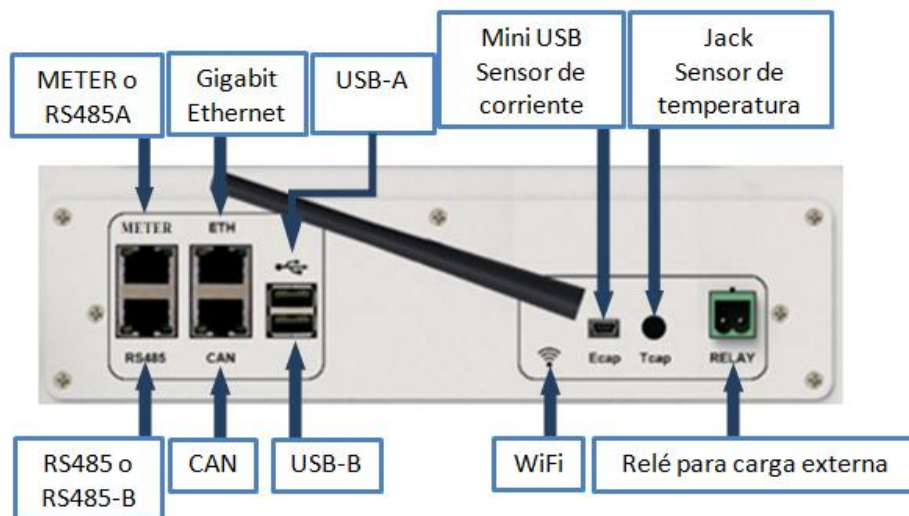 METER o
RS485A
Gigabit
Ethernet
USB-A
Mini USB
Sensor de
corriente
Jack
Sensor de
temperatura
METER
ETH
RS485
CAN
Ecap
Tcap
RELAY
RS485 o
RS485-B
CAN
USB-B
WiFi
Relé para carga externa